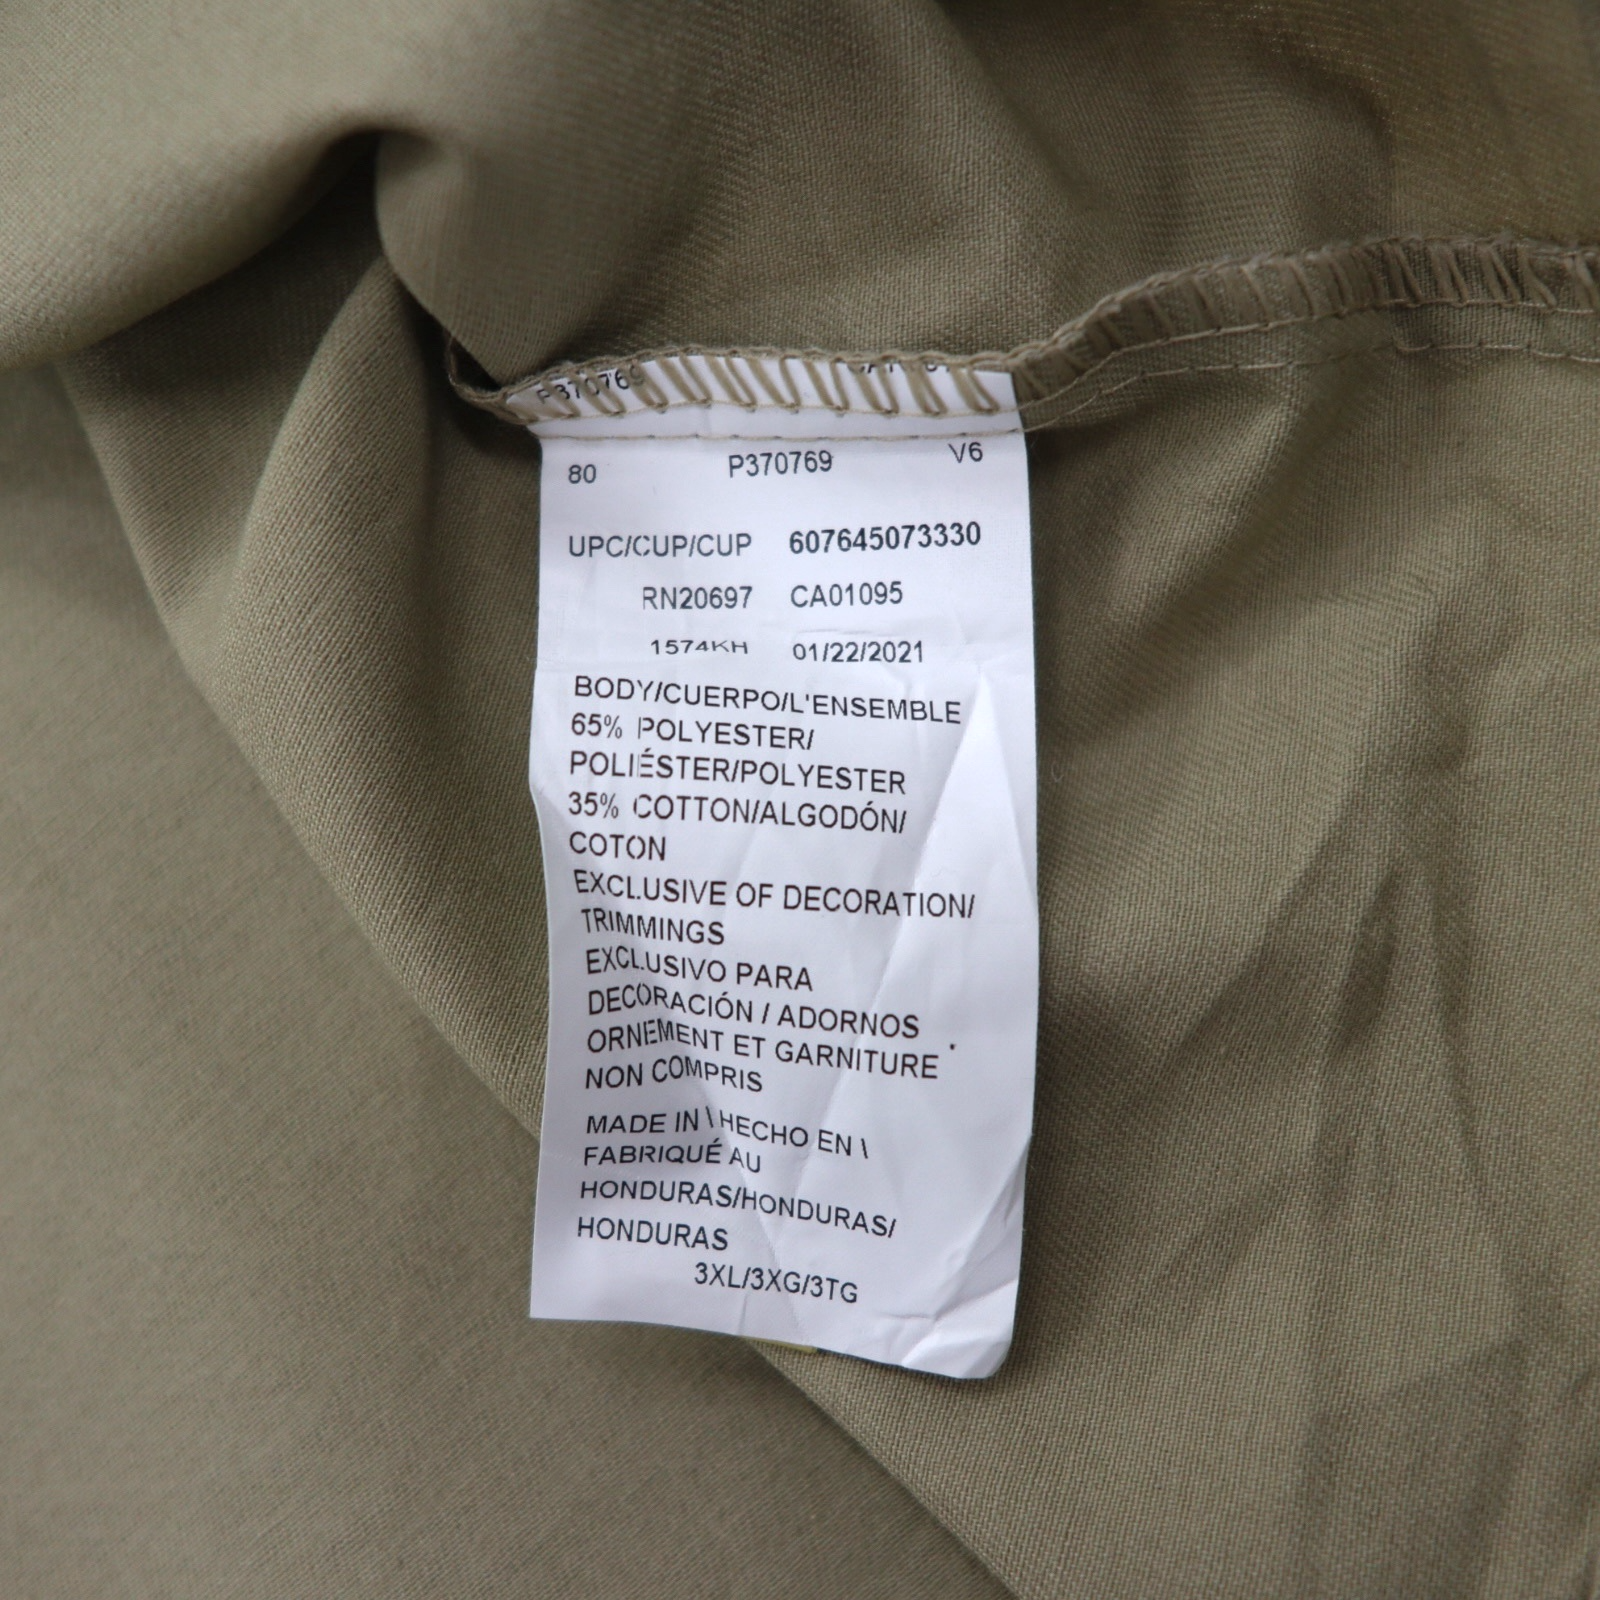 P370769
80 P370769 V6
UPC/CUP/CUP 607645073330
RN20697 CA01095
1574KH 01/22/2021
BODY/CUERPO/L'ENSEMBLE
65% POLYESTER/
POLIÉSTER/POLYESTER
35% COTTON/ALGODÓN/
COTON
EXCLUSIVE OF DECORATION/
TRIMMINGS
EXCLUSIVO PARA
DECORACIÓN / ADORNOS
ORNEMENT ET GARNITURE
NON COMPRIS
MADE IN \ HECHO EN \
FABRIQUÉ AU
HONDURAS/HONDURAS/
HONDURAS
3XL/3XG/3TG